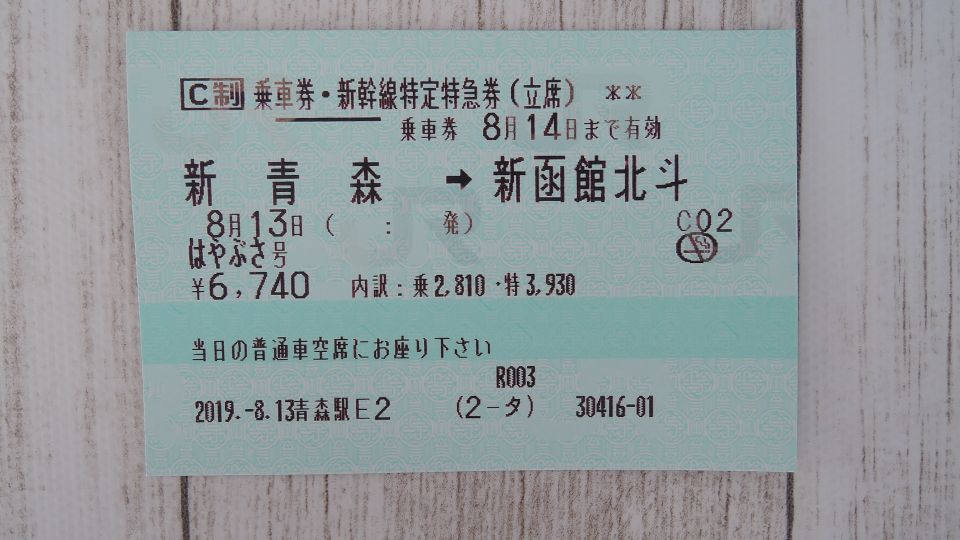 C制 乗車券・新幹線特定特急券(立席) **
乗車券 8月14日まで有効
新青森 → 新函館北斗
8月13日( : 発) C02
はやぶさ号
¥6,740 内訳:乗2,810・特3,930
当日の普通車空席にお座り下さい
R003
2019.-8.13青森駅E2 (2-タ) 30416-01